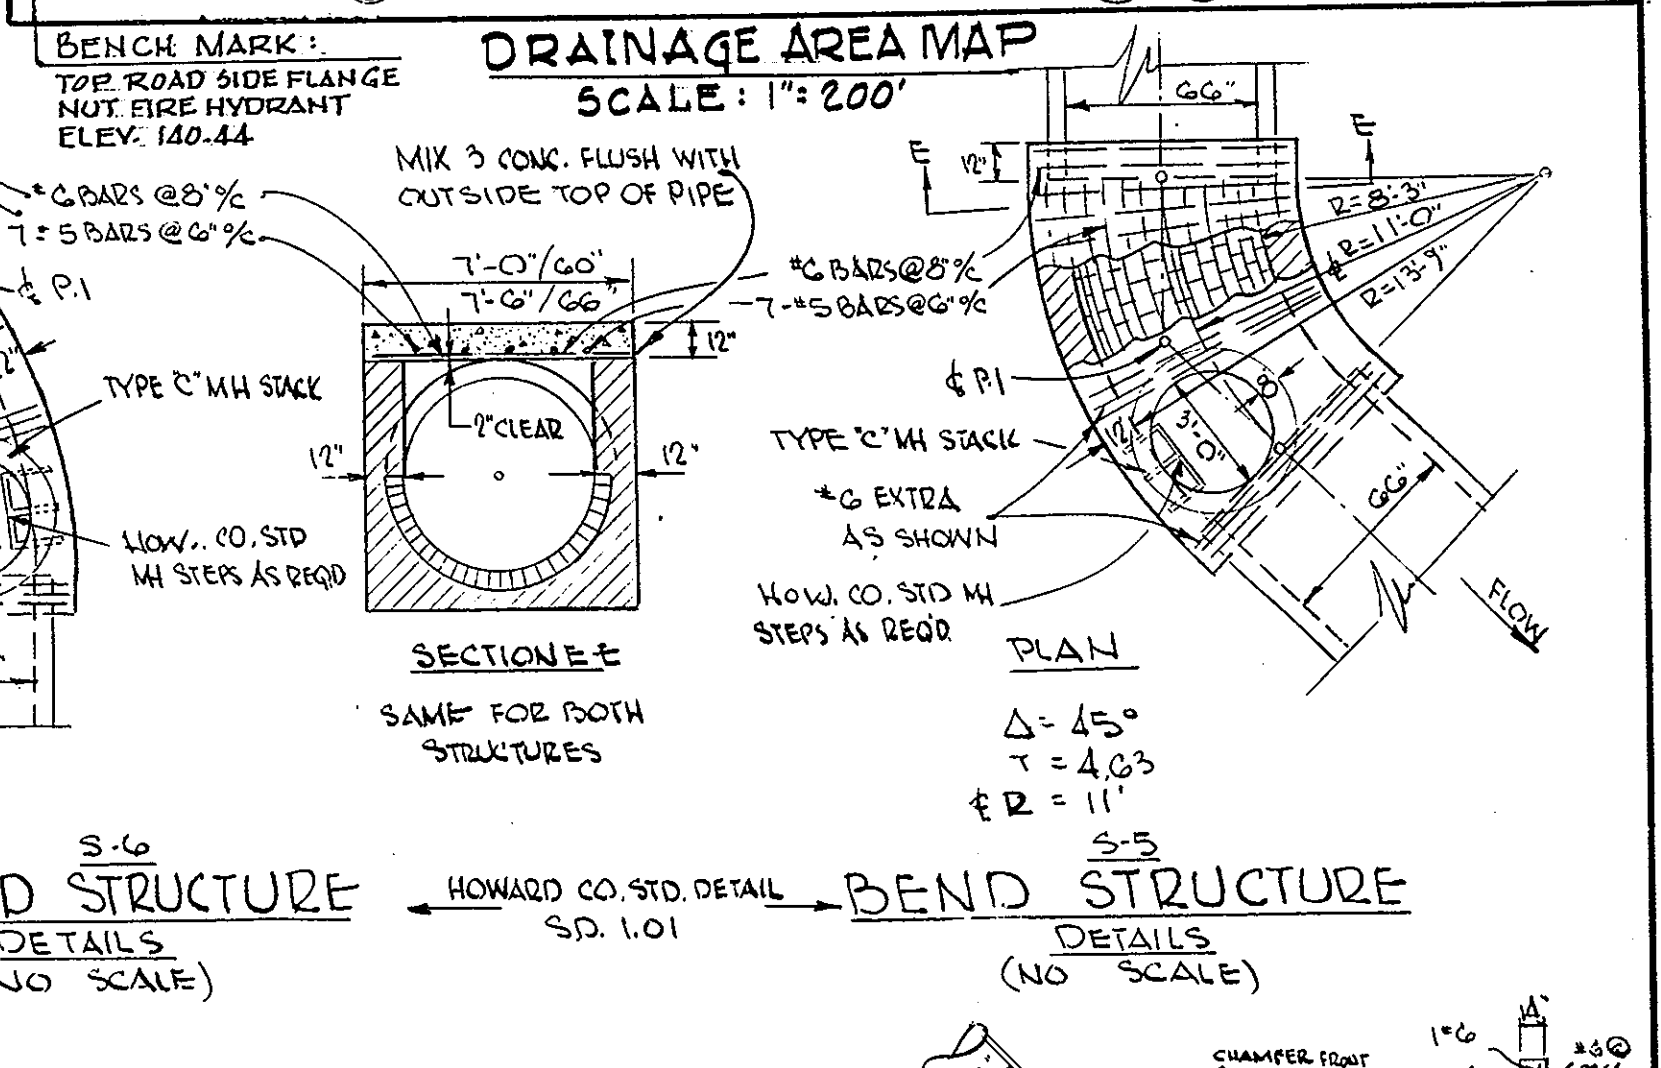 BENCH MARK:
TOP ROAD SIDE FLANGE
NUT FIRE HYDRANT
ELEV. 140.44
DRAINAGE AREA MAP
SCALE: 1"=200'
#6 BARS @8" o/c
7-#5 BARS @6" o/c
℄ P.I
MIX 3 CONC. FLUSH WITH
OUTSIDE TOP OF PIPE
7'-0"/60"
7'-6"/66"
12"
2" CLEAR
12"
12"
TYPE "C" MH STACK
HOW. CO. STD
MH STEPS AS REQ'D
SECTION E-E
SAME FOR BOTH
STRUCTURES
66"
E
E
12"
R=8'-3"
℄ R=11'-0"
R=13'-9"
#6 BARS@8" o/c
7-#5 BARS@6" o/c
℄ P.I
8"
3'-0"
12"
TYPE "C" MH STACK
#6 EXTRA
AS SHOWN
HOW. CO. STD MH
STEPS AS REQ'D.
66"
FLOW
PLAN
Δ= 45°
T = 4.63
℄ R = 11'
S-6
D STRUCTURE
DETAILS
(NO SCALE)
HOWARD CO. STD. DETAIL
S.D. 1.01
S-5
BEND STRUCTURE
DETAILS
(NO SCALE)
CHAMFER FRONT
1#6